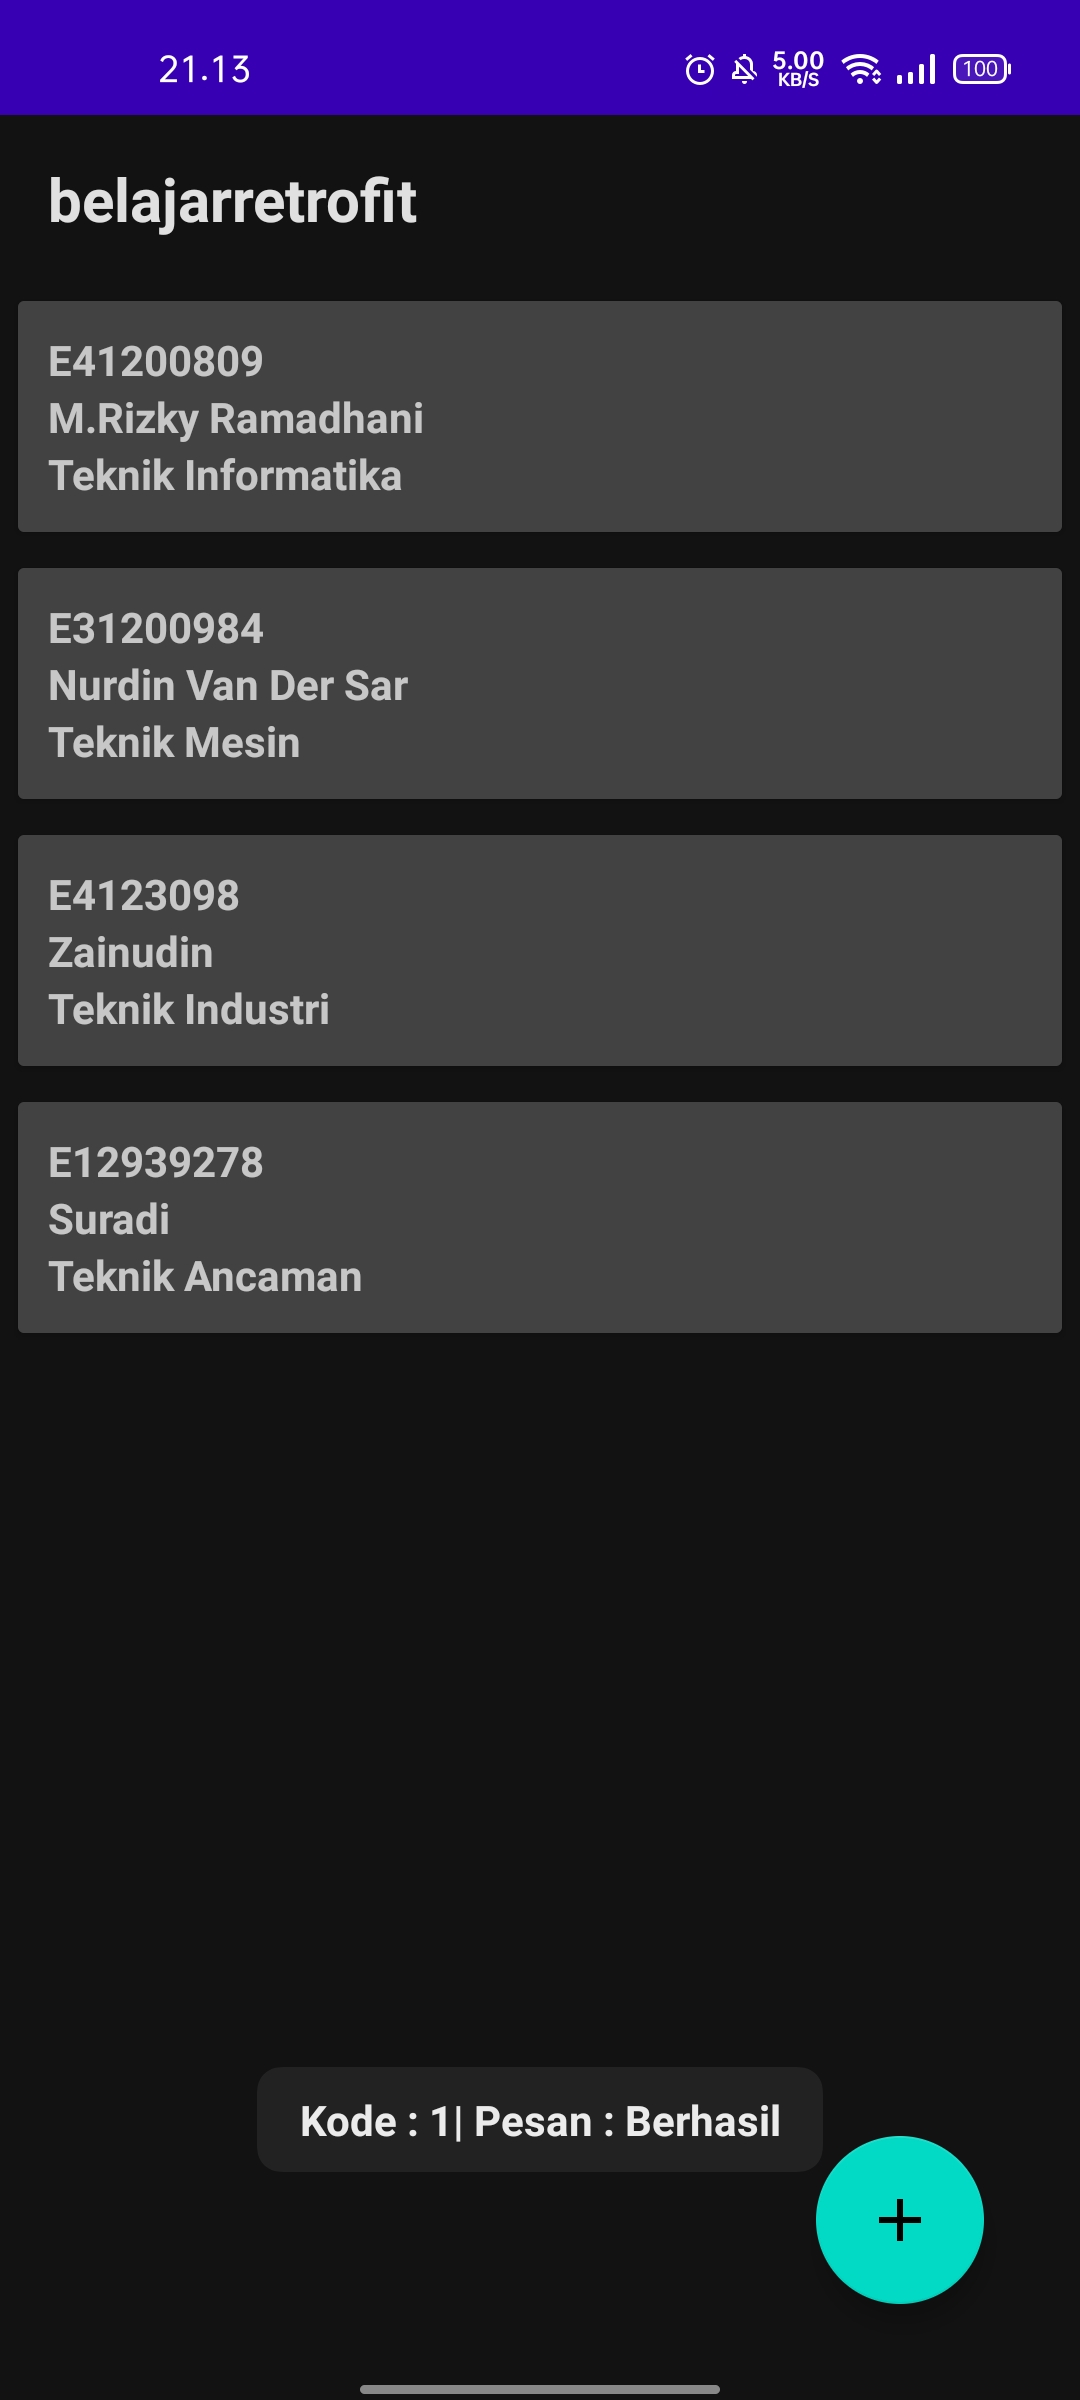 21.13
5.00
KB/S
100
belajarretrofit
E41200809
M.Rizky Ramadhani
Teknik Informatika
E31200984
Nurdin Van Der Sar
Teknik Mesin
E4123098
Zainudin
Teknik Industri
E12939278
Suradi
Teknik Ancaman
Kode : 1| Pesan : Berhasil
+